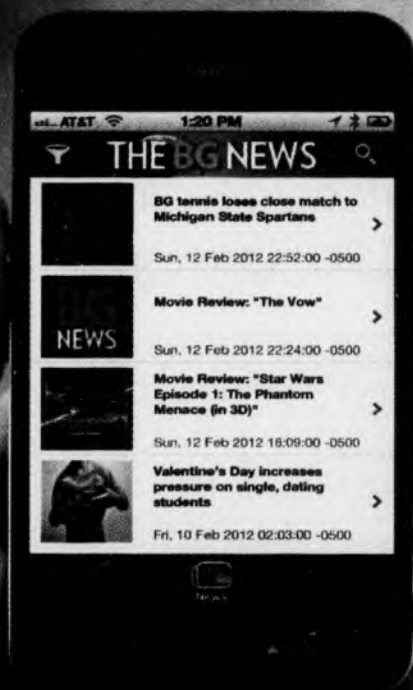 AT&T 1:20 PM
THE BG NEWS
BG tennis loses close match to
Michigan State Spartans
Sun, 12 Feb 2012 22:52:00 -0500
BG
NEWS
Movie Review: "The Vow"
Sun, 12 Feb 2012 22:24:00 -0500
Movie Review: "Star Wars
Episode 1: The Phantom
Menace (in 3D)"
Sun, 12 Feb 2012 16:09:00 -0500
Valentine's Day increases
pressure on single, dating
students
Fri, 10 Feb 2012 02:03:00 -0500
News